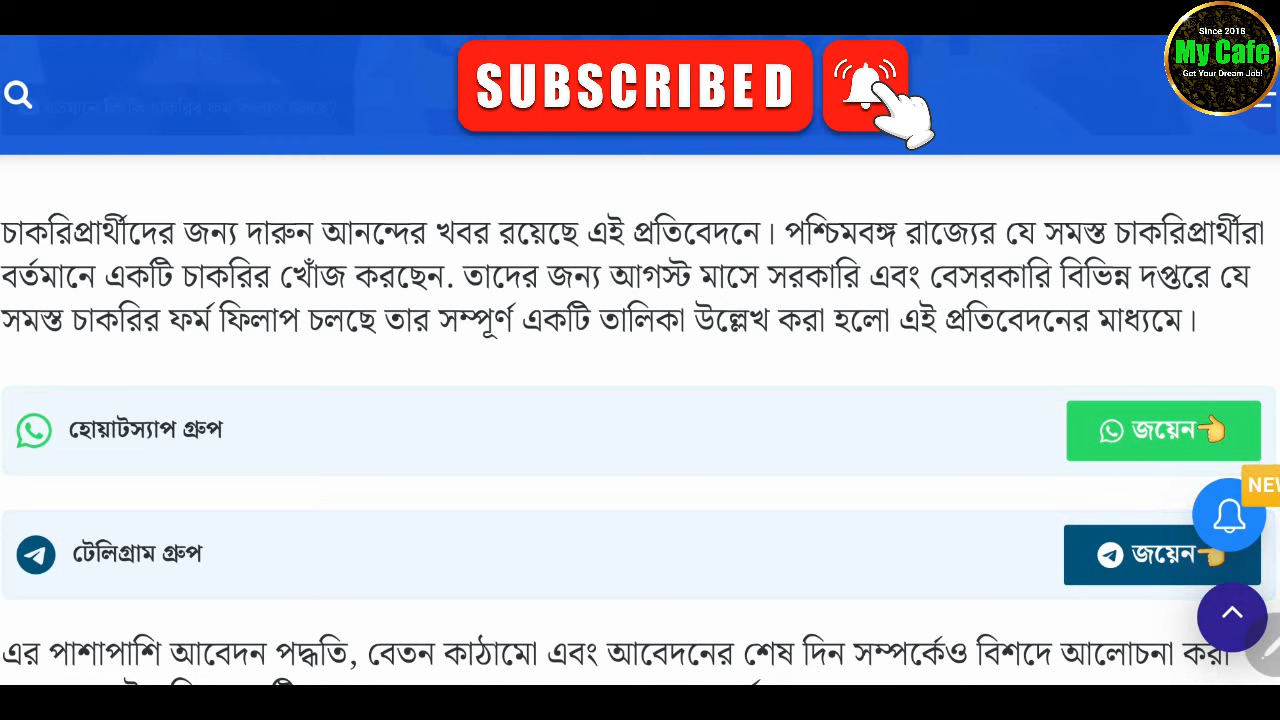 Since 2018
My Cafe
Get Your Dream Job!
SUBSCRIBED
চাকরিপ্রার্থীদের জন্য দারুন আনন্দের খবর রয়েছে এই প্রতিবেদনে। পশ্চিমবঙ্গ রাজ্যের যে সমস্ত চাকরিপ্রার্থীরা
বর্তমানে একটি চাকরির খোঁজ করছেন. তাদের জন্য আগস্ট মাসে সরকারি এবং বেসরকারি বিভিন্ন দপ্তরে যে
সমস্ত চাকরির ফর্ম ফিলাপ চলছে তার সম্পূর্ণ একটি তালিকা উল্লেখ করা হলো এই প্রতিবেদনের মাধ্যমে।
হোয়াটস্যাপ গ্রুপ
জয়েন👈
NEW
টেলিগ্রাম গ্রুপ
জয়েন👈
এর পাশাপাশি আবেদন পদ্ধতি, বেতন কাঠামো এবং আবেদনের শেষ দিন সম্পর্কেও বিশদে আলোচনা করা